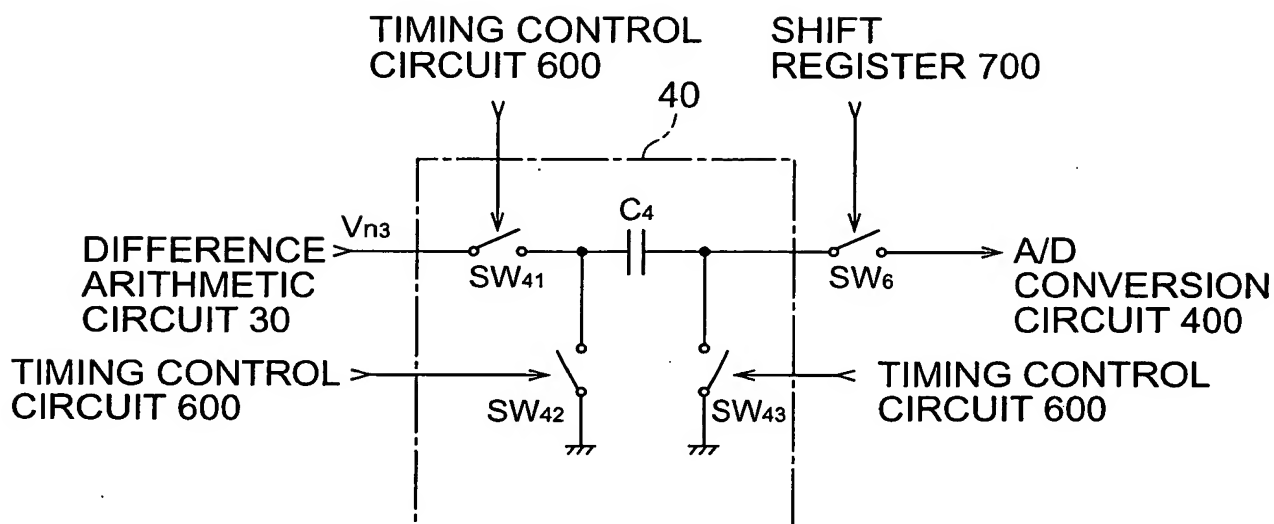 TIMING CONTROL
CIRCUIT 600
SHIFT
REGISTER 700
40
Vn3
C4
DIFFERENCE
ARITHMETIC
CIRCUIT 30
SW41
SW6
A/D
CONVERSION
CIRCUIT 400
TIMING CONTROL
CIRCUIT 600
SW42
SW43
TIMING CONTROL
CIRCUIT 600